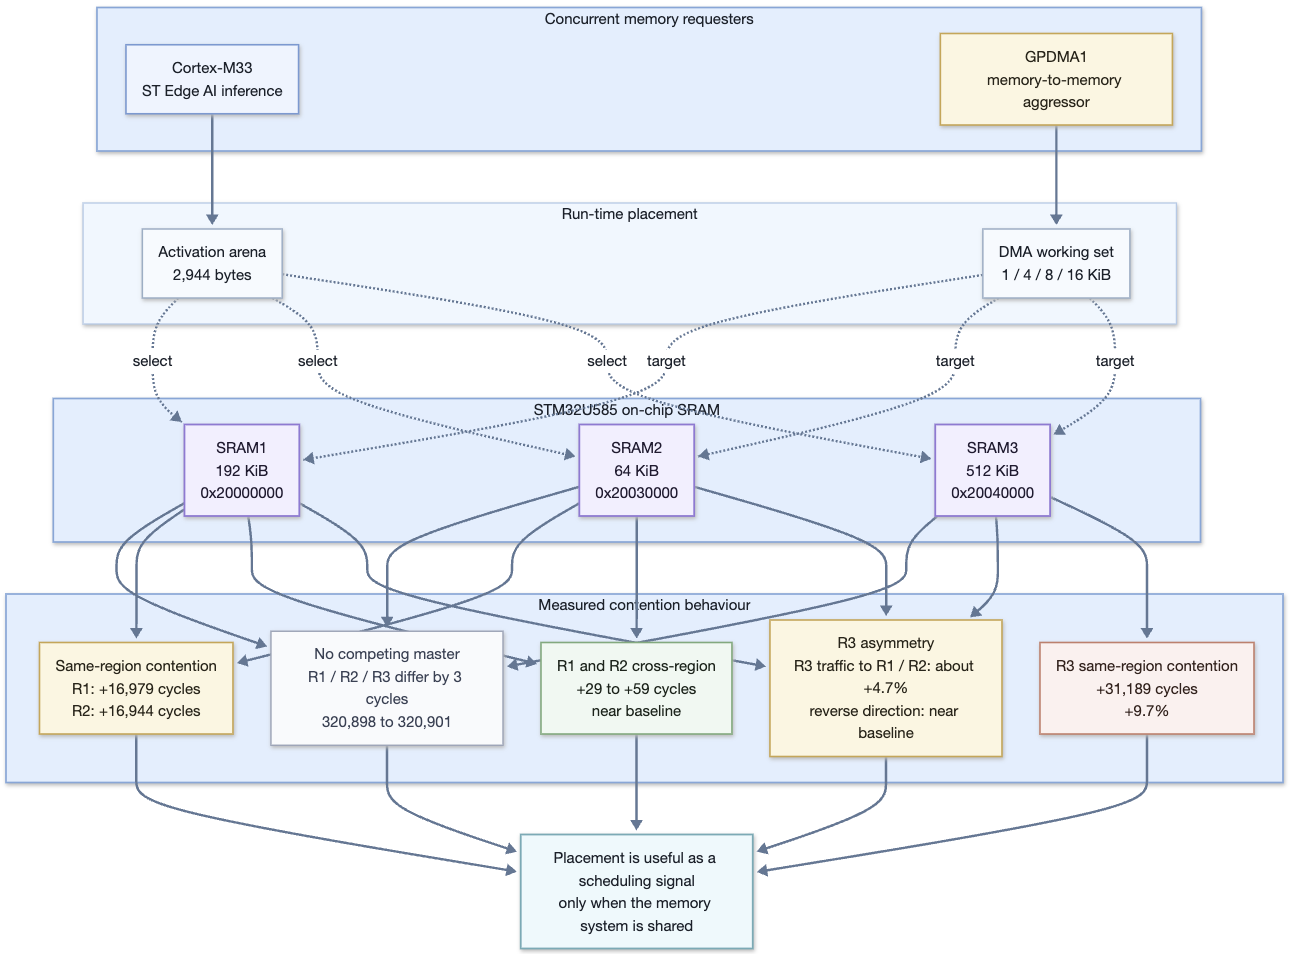 Concurrent memory requesters
Cortex-M33
ST Edge AI inference
GPDMA1
memory-to-memory
aggressor
Run-time placement
Activation arena
2,944 bytes
DMA working set
1 / 4 / 8 / 16 KiB
select
select
select
target
target
target
STM32U585 on-chip SRAM
SRAM1
192 KiB
0x20000000
SRAM2
64 KiB
0x20030000
SRAM3
512 KiB
0x20040000
Measured contention behaviour
Same-region contention
R1: +16,979 cycles
R2: +16,944 cycles
No competing master
R1 / R2 / R3 differ by 3
cycles
320,898 to 320,901
R1 and R2 cross-region
+29 to +59 cycles
near baseline
R3 asymmetry
R3 traffic to R1 / R2: about
+4.7%
reverse direction: near
baseline
R3 same-region contention
+31,189 cycles
+9.7%
Placement is useful as a
scheduling signal
only when the memory
system is shared